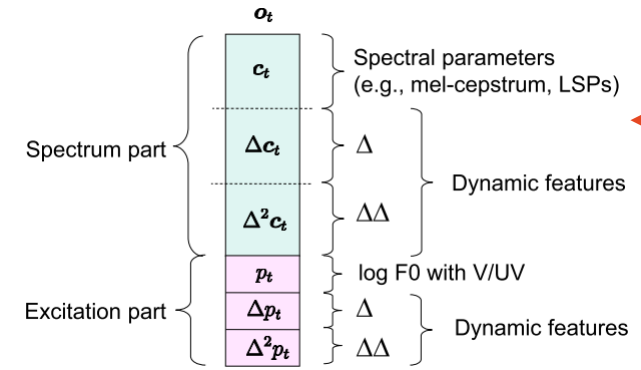 o_t
c_t
Spectral parameters
(e.g., mel-cepstrum, LSPs)
Spectrum part
Δc_t
Δ
Dynamic features
Δ²c_t
ΔΔ
p_t
log F0 with V/UV
Excitation part
Δp_t
Δ
Dynamic features
Δ²p_t
ΔΔ